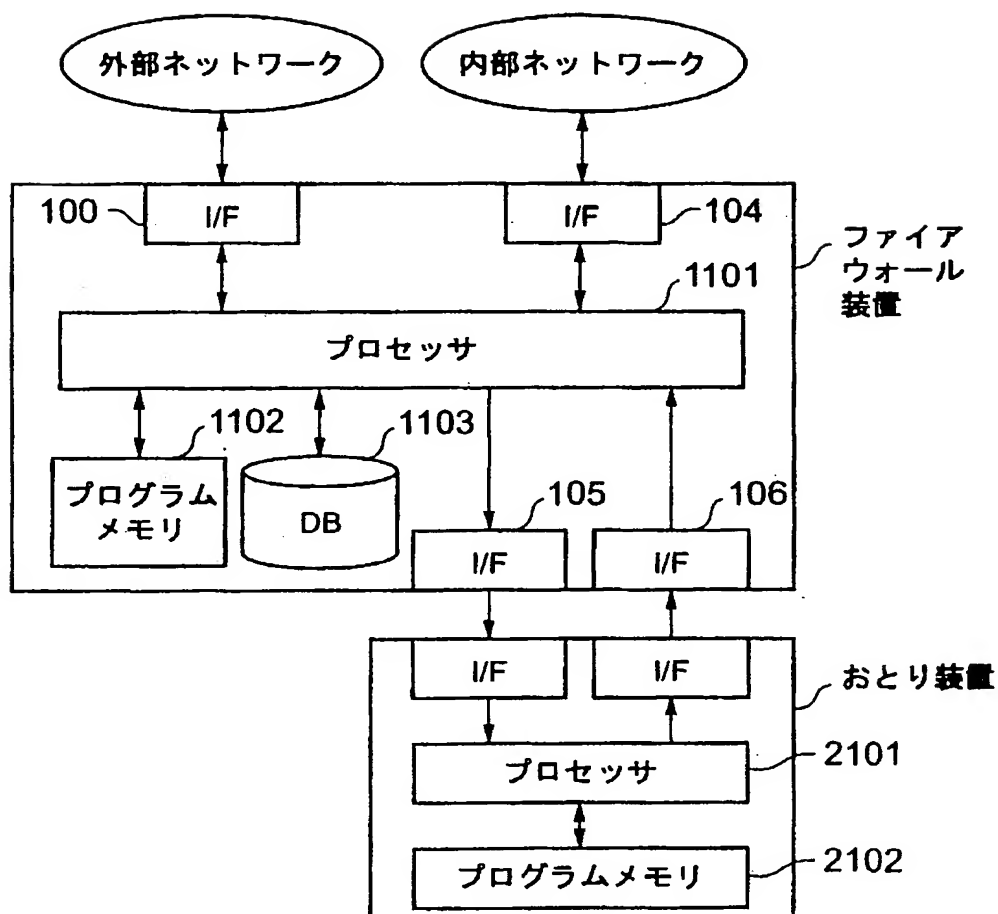 外部ネットワーク
内部ネットワーク
100
I/F
I/F
104
ファイア
ウォール
装置
1101
プロセッサ
1102
1103
プログラム
メモリ
DB
105
106
I/F
I/F
I/F
I/F
おとり装置
プロセッサ
2101
プログラムメモリ
2102